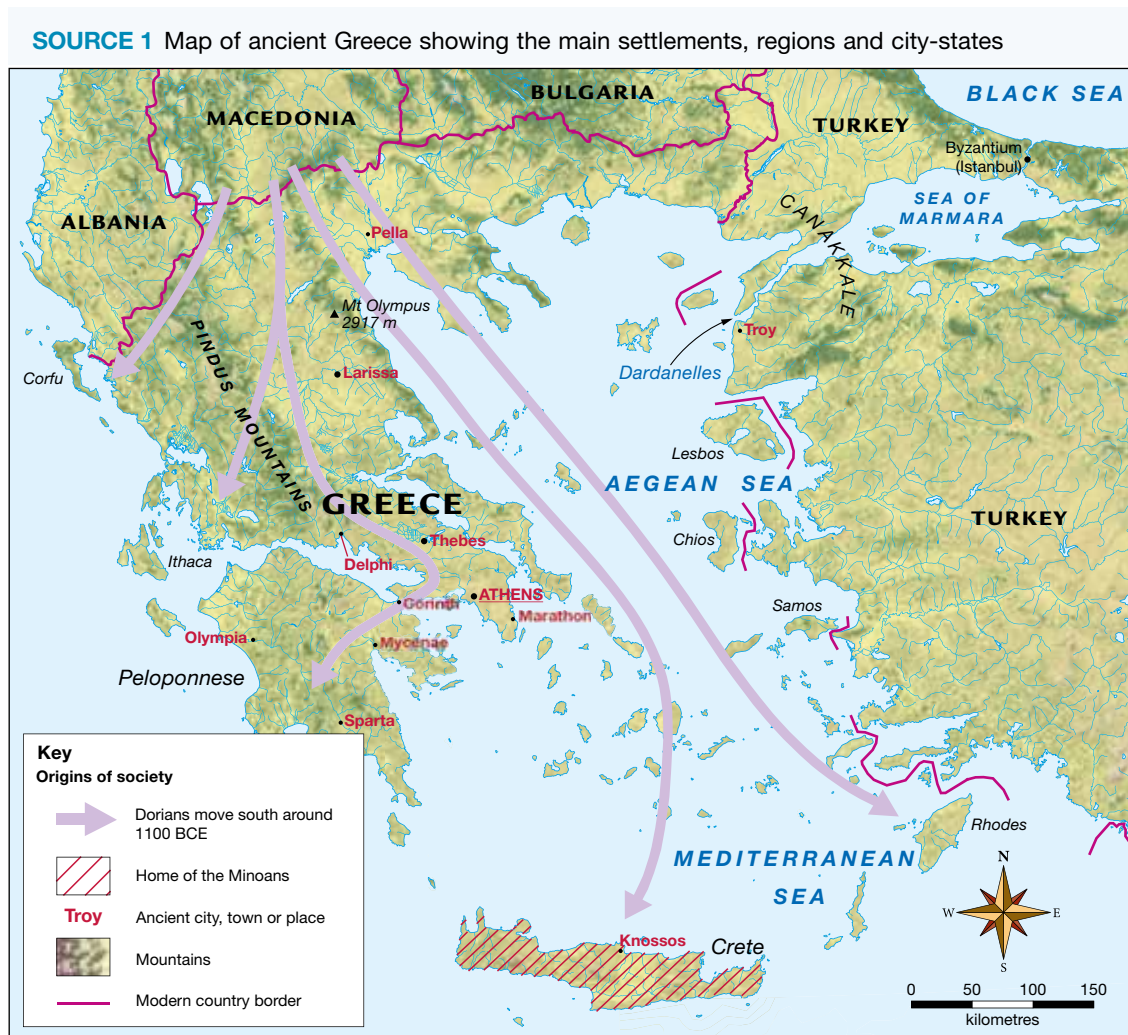 SOURCE 1 Map of ancient Greece showing the main settlements, regions and city-states
BULGARIA
BLACK SEA
MACEDONIA
TURKEY
Byzantium
(Istanbul)
SEA OF
MARMARA
ALBANIA
CANAKKALE
Pella
Mt Olympus
2917 m
Troy
PINDUS MOUNTAINS
Corfu
Larissa
Dardanelles
Lesbos
AEGEAN SEA
GREECE
TURKEY
Chios
Thebes
Ithaca
Delphi
ATHENS
Corinth
Samos
Marathon
Olympia
Mycenae
Peloponnese
Sparta
Rhodes
MEDITERRANEAN
SEA
Knossos
Crete
N
W
E
S
0 50 100 150
kilometres
Key
Origins of society
Dorians move south around
1100 BCE
Home of the Minoans
Troy Ancient city, town or place
Mountains
Modern country border